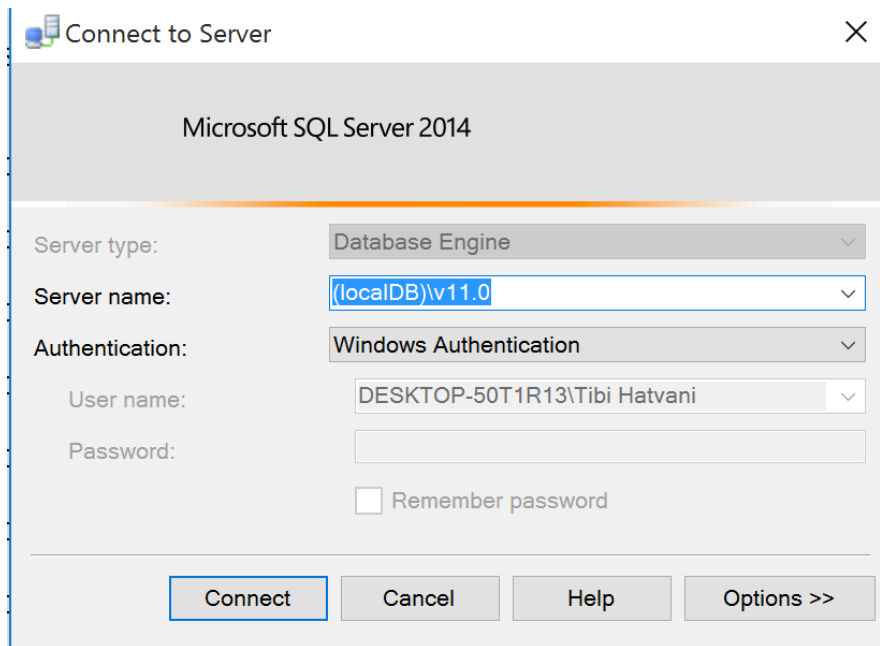 Connect to Server
Microsoft SQL Server 2014
Server type: Database Engine
Server name: (localDB)\v11.0
Authentication: Windows Authentication
User name: DESKTOP-50T1R13\Tibi Hatvani
Password:
Remember password
Connect Cancel Help Options >>